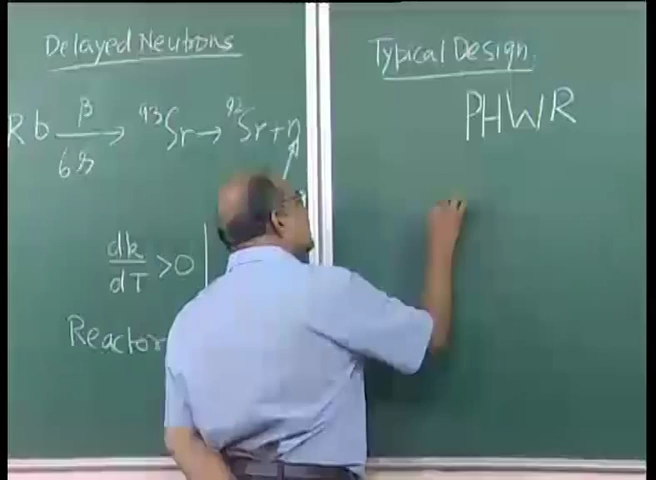 Delayed Neutrons
Rb β 6s → ⁹³Sr → ⁹²Sr + n
dk/dT > 0
Reactor
Typical Design
PHWR